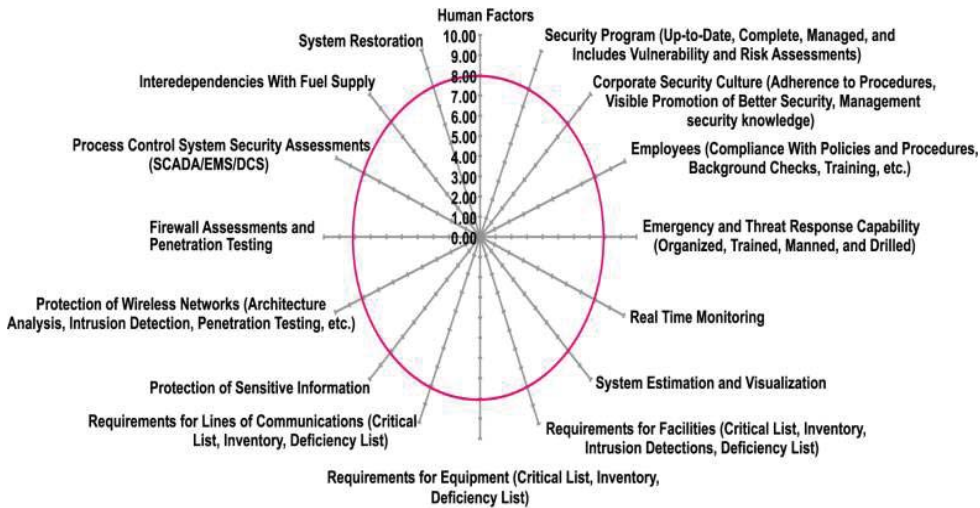 Human Factors
10.00
9.00
8.00
7.00
6.00
5.00
4.00
3.00
2.00
1.00
0.00
Security Program (Up-to-Date, Complete, Managed, and
Includes Vulnerability and Risk Assessments)
Corporate Security Culture (Adherence to Procedures,
Visible Promotion of Better Security, Management
security knowledge)
Employees (Compliance With Policies and Procedures,
Background Checks, Training, etc.)
Emergency and Threat Response Capability
(Organized, Trained, Manned, and Drilled)
Real Time Monitoring
System Estimation and Visualization
Requirements for Facilities (Critical List, Inventory,
Intrusion Detections, Deficiency List)
Requirements for Equipment (Critical List, Inventory,
Deficiency List)
Requirements for Lines of Communications (Critical
List, Inventory, Deficiency List)
Protection of Sensitive Information
Protection of Wireless Networks (Architecture
Analysis, Intrusion Detection, Penetration Testing, etc.)
Firewall Assessments and
Penetration Testing
Process Control System Security Assessments
(SCADA/EMS/DCS)
Interedependencies With Fuel Supply
System Restoration